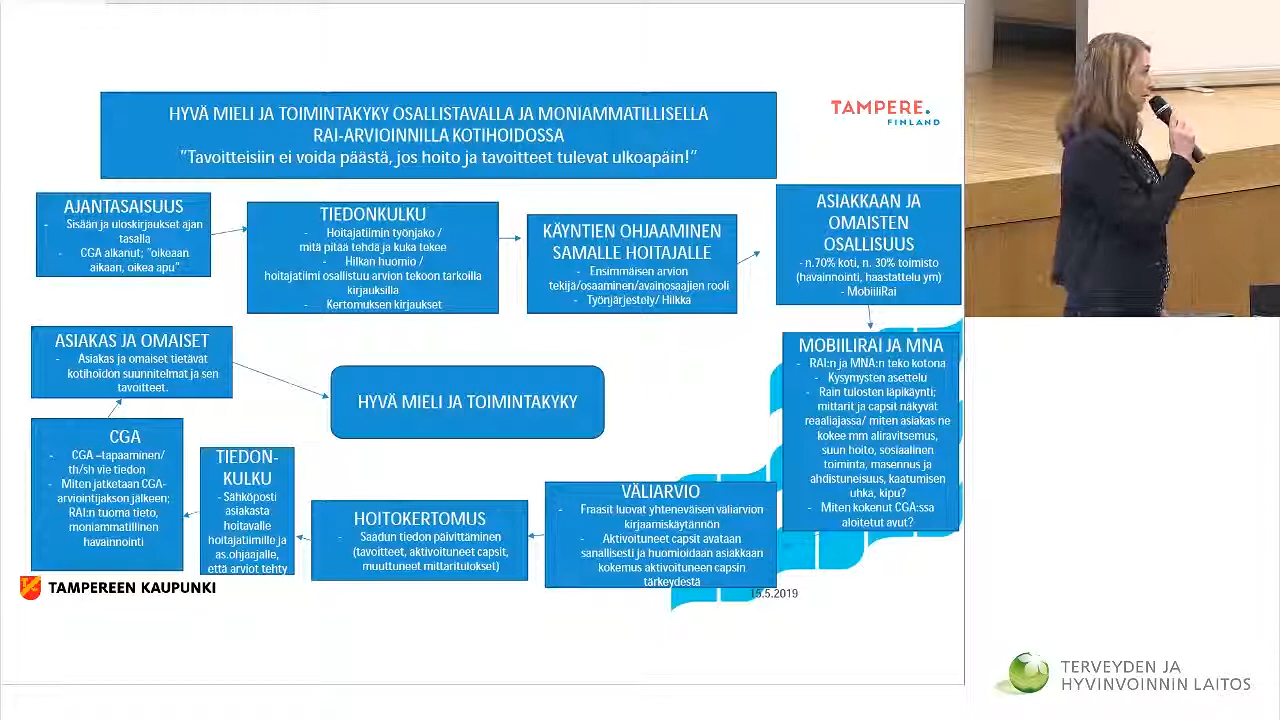 HYVÄ MIELI JA TOIMINTAKYKY OSALLISTAVALLA JA MONIAMMATILLISELLA
RAI-ARVIOINNILLA KOTIHOIDOSSA
"Tavoitteisiin ei voida päästä, jos hoito ja tavoitteet tulevat ulkoapäin!"
TAMPERE.
FINLAND
AJANTASAISUUS
- Sisään ja uloskirjaukset ajan
tasalla
- CGA alkanut; "oikeaan
aikaan, oikea apu"
TIEDONKULKU
- Hoitajatiimin työnjako /
mitä pitää tehdä ja kuka tekee
- Hilkan huomio /
hoitajatiimi osallistuu arvion tekoon tarkoilla
kirjauksilla
- Kertomuksen kirjaukset
KÄYNTIEN OHJAAMINEN
SAMALLE HOITAJALLE
- Ensimmäisen arvion
tekijä/osaaminen/avainosaajien rooli
- Työnjärjestely/ Hilkka
ASIAKKAAN JA
OMAISTEN
OSALLISUUS
- n.70% koti, n. 30% toimisto
(havainnointi, haastattelu ym)
- MobiiliRai
MOBIILIRAI JA MNA
- RAI:n ja MNA:n teko kotona
- Kysymysten asettelu
- Rain tulosten läpikäynti;
mittarit ja capsit näkyvät
reaaliajassa/ miten asiakas ne
kokee mm aliravitsemus,
suun hoito, sosiaalinen
toiminta, masennus ja
ahdistuneisuus, kaatumisen
uhka, kipu?
- Miten kokenut CGA:ssa
aloitetut avut?
VÄLIARVIO
- Fraasit luovat yhteneväisen väliarvion
kirjaamiskäytännön
- Aktivoituneet capsit avataan
sanallisesti ja huomioidaan asiakkaan
kokemus aktivoituneen capsin
tärkeydestä
HOITOKERTOMUS
- Saadun tiedon päivittäminen
(tavoitteet, aktivoituneet capsit,
muuttuneet mittaritulokset)
TIEDON-
KULKU
- Sähköposti
asiakasta
hoitavalle
hoitajatiimille ja
as.ohjaajalle,
että arviot tehty
CGA
- CGA –tapaaminen/
th/sh vie tiedon
- Miten jatketaan CGA-
arviointijakson jälkeen;
RAI:n tuoma tieto,
moniammatillinen
havainnointi
ASIAKAS JA OMAISET
- Asiakas ja omaiset tietävät
kotihoidon suunnitelmat ja sen
tavoitteet.
HYVÄ MIELI JA TOIMINTAKYKY
TAMPEREEN KAUPUNKI
15.5.2019
TERVEYDEN JA
HYVINVOINNIN LAITOS